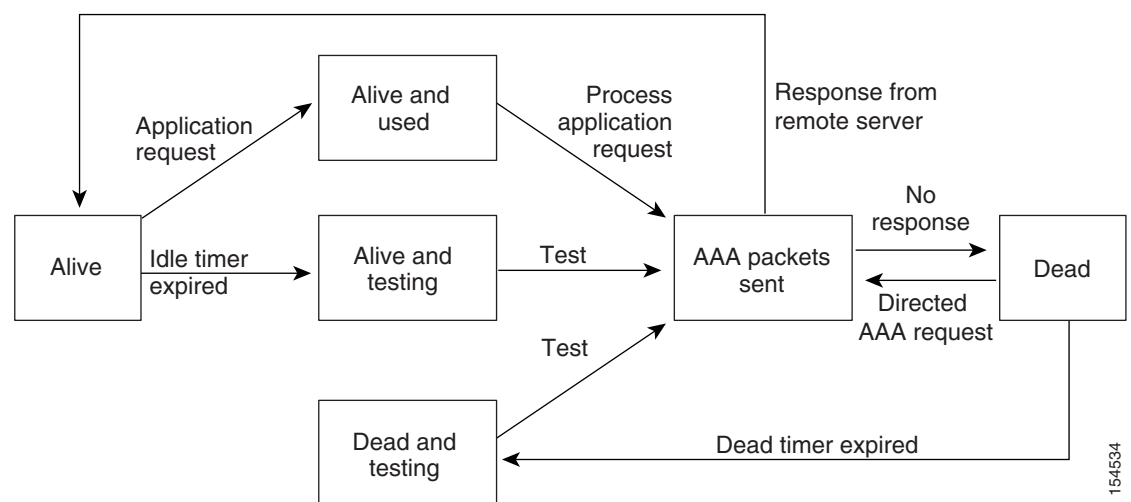 Alive and
used
Process
application
request
Response from
remote server
Application
request
No
response
Alive
Idle timer
expired
Alive and
testing
Test
AAA packets
sent
Dead
Directed
AAA request
Test
Dead and
testing
Dead timer expired
154534